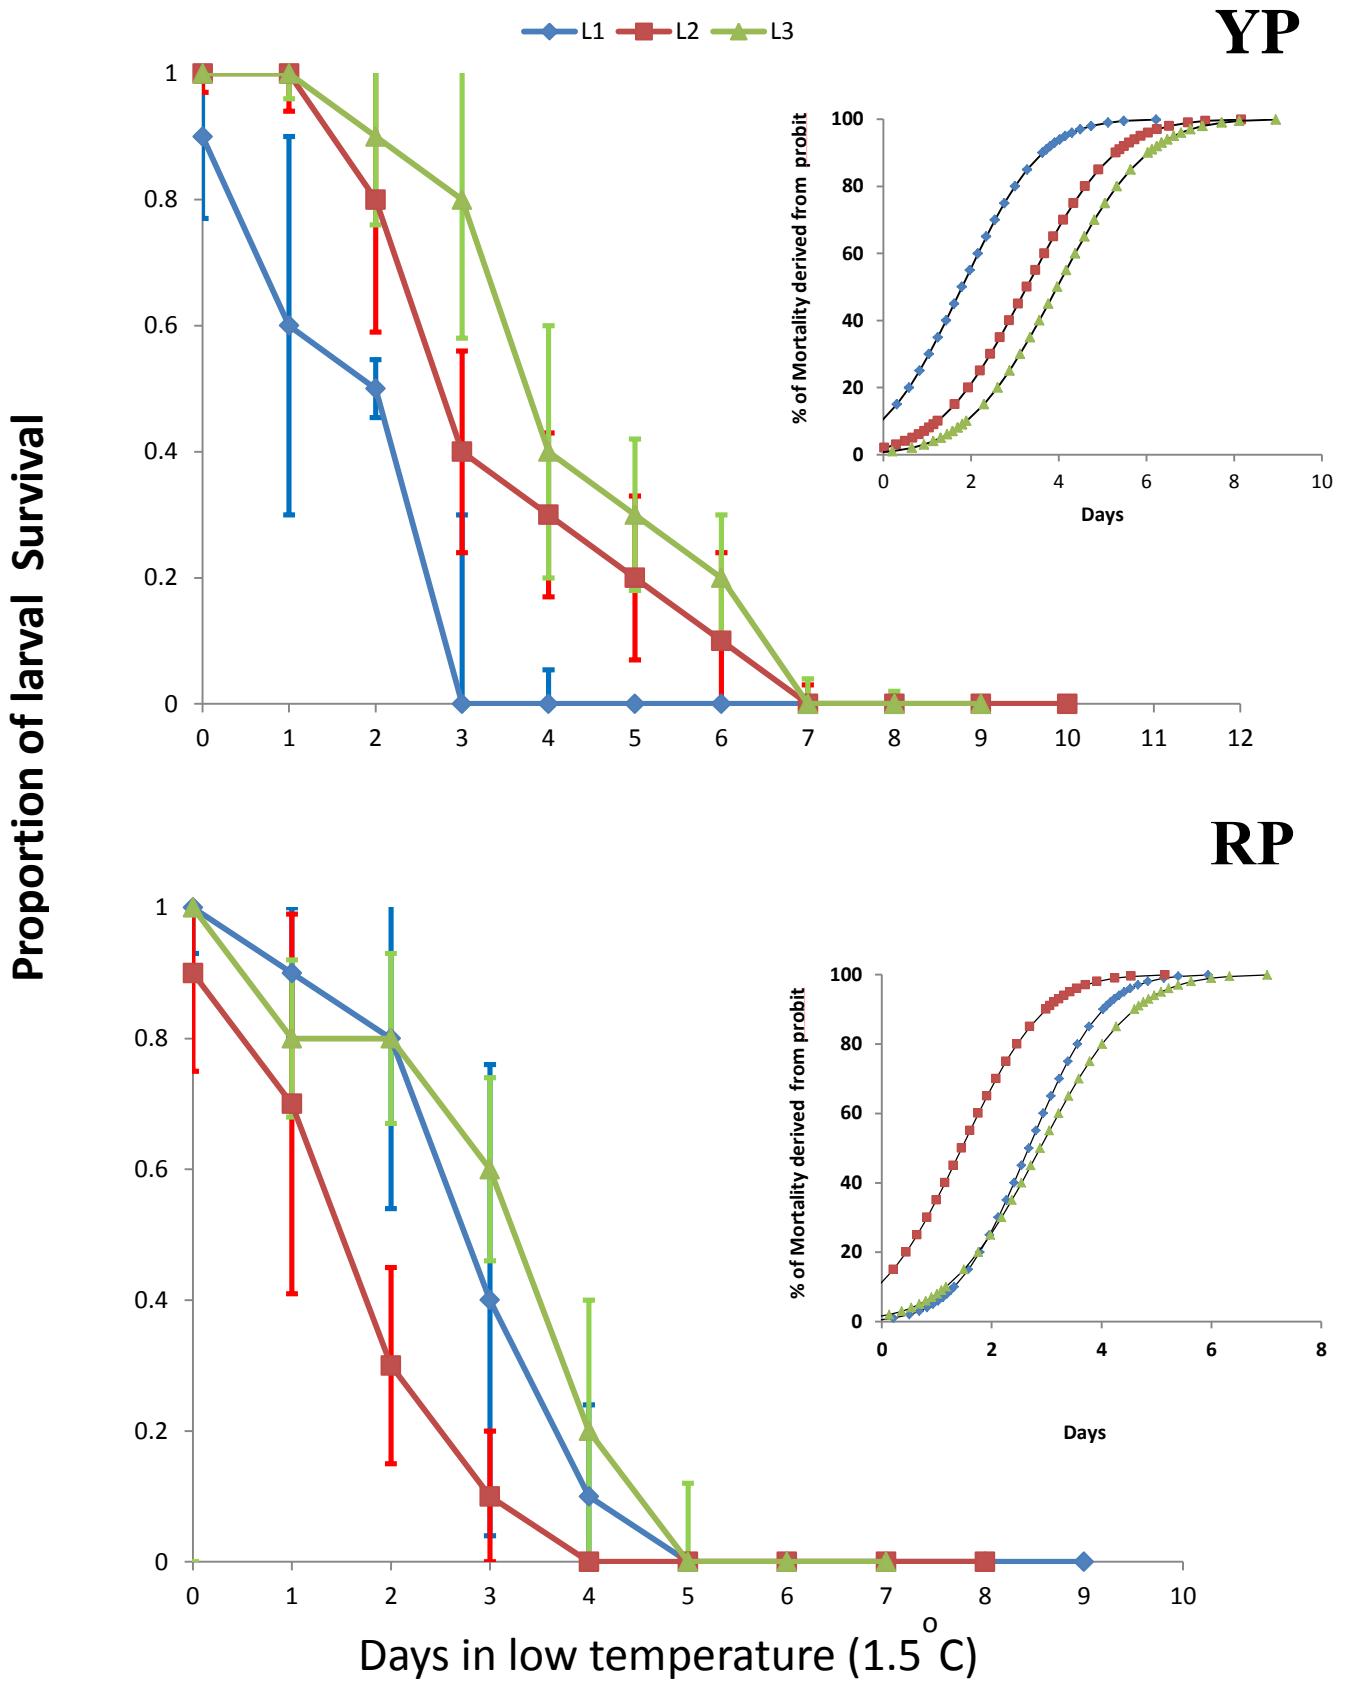 L1 L2 L3
YP
Proportion of larval Survival
1
0.8
0.6
0.4
0.2
0
0 1 2 3 4 5 6 7 8 9 10 11 12
% of Mortality derived from probit
100
80
60
40
20
0
0 2 4 6 8 10
Days
RP
1
0.8
0.6
0.4
0.2
0
0 1 2 3 4 5 6 7 8 9 10
% of Mortality derived from probit
100
80
60
40
20
0
0 2 4 6 8
Days
Days in low temperature (1.5°C)